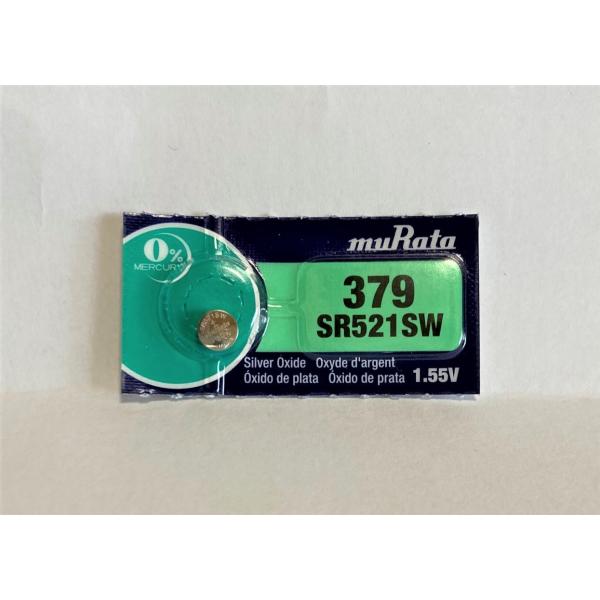 0%
MERCURY
muRata
379
SR521SW
Silver Oxide Oxyde d'argent
Óxido de plata Óxido de prata 1.55V